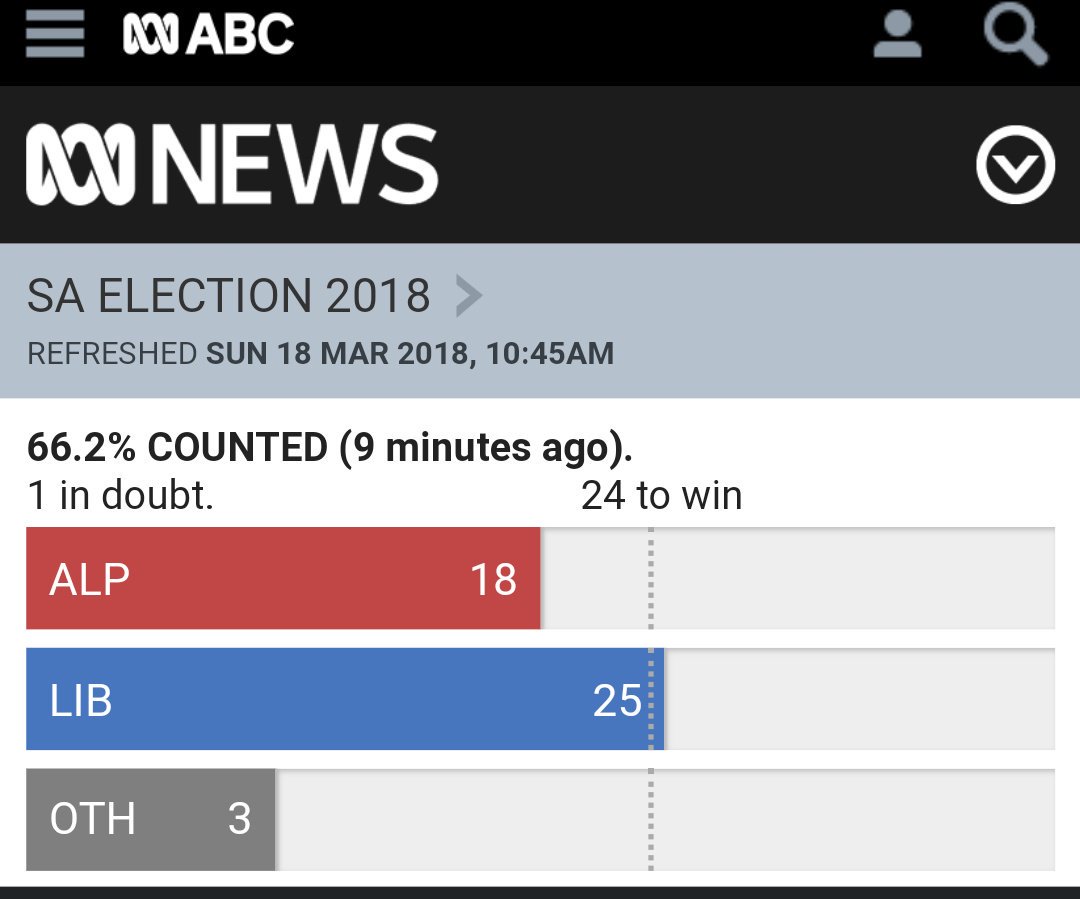 ABC
NEWS
SA ELECTION 2018
REFRESHED SUN 18 MAR 2018, 10:45AM
66.2% COUNTED (9 minutes ago).
1 in doubt. 24 to win
ALP 18
LIB 25
OTH 3